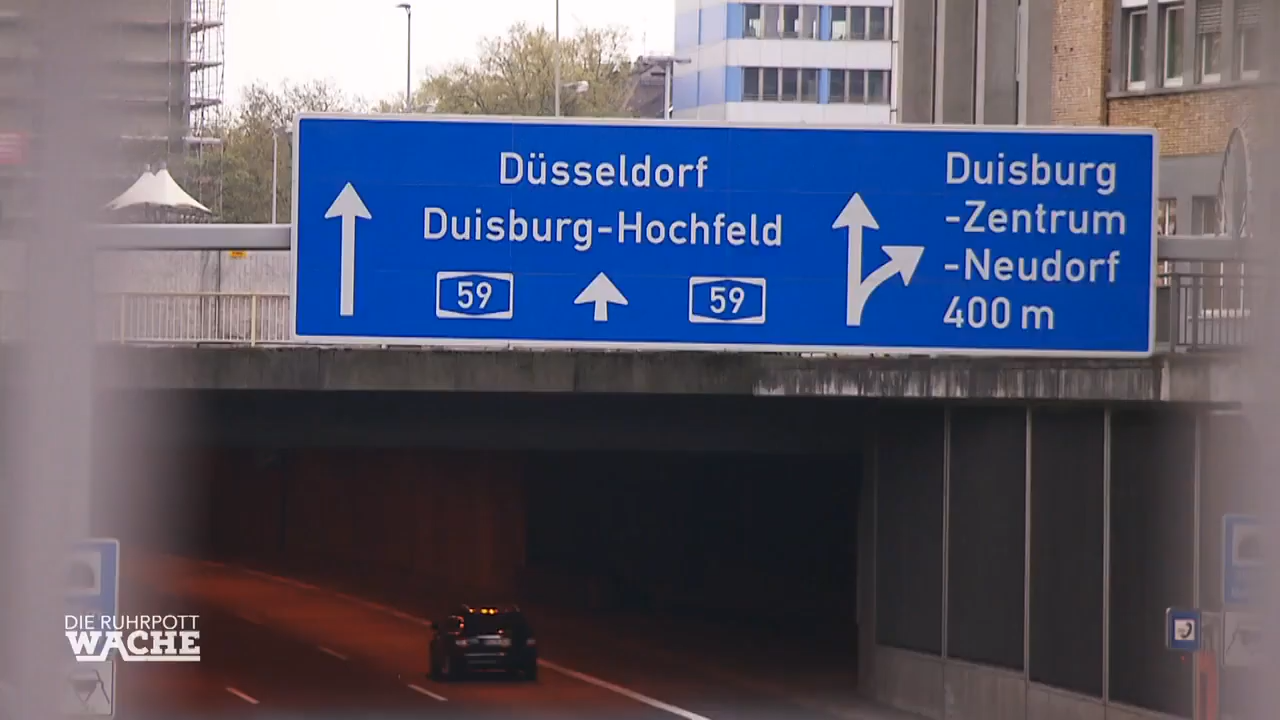 Düsseldorf
Duisburg-Hochfeld
59
59
Duisburg
-Zentrum
-Neudorf
400 m
DIE RUHRPOTT
WACHE